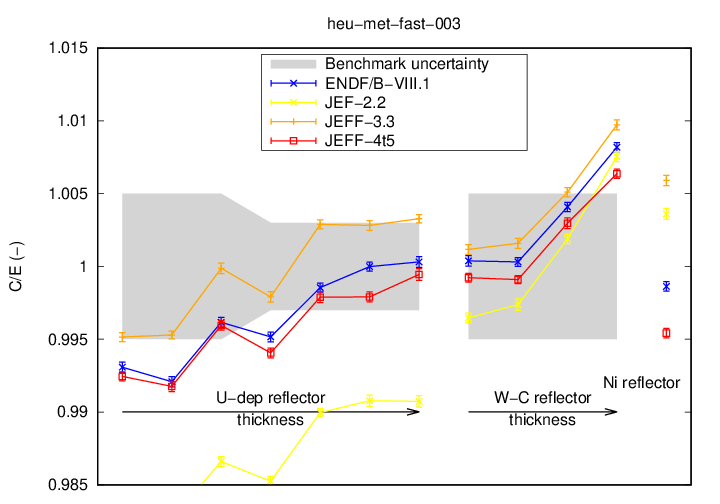 heu-met-fast-003
1.015
1.01
1.005
1
0.995
0.99
0.985
C/E (-)
Benchmark uncertainty
ENDF/B-VIII.1
JEF-2.2
JEFF-3.3
JEFF-4t5
U-dep reflector
thickness
W-C reflector
thickness
Ni reflector